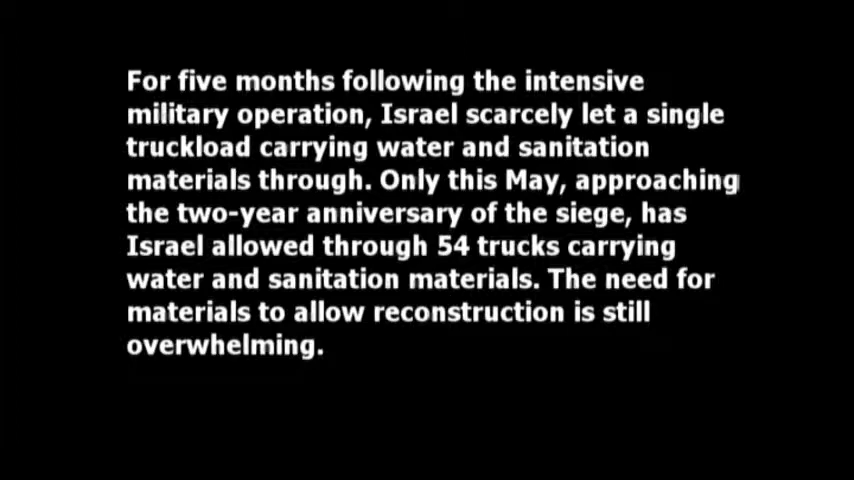 For five months following the intensive
military operation, Israel scarcely let a single
truckload carrying water and sanitation
materials through. Only this May, approaching
the two-year anniversary of the siege, has
Israel allowed through 54 trucks carrying
water and sanitation materials. The need for
materials to allow reconstruction is still
overwhelming.